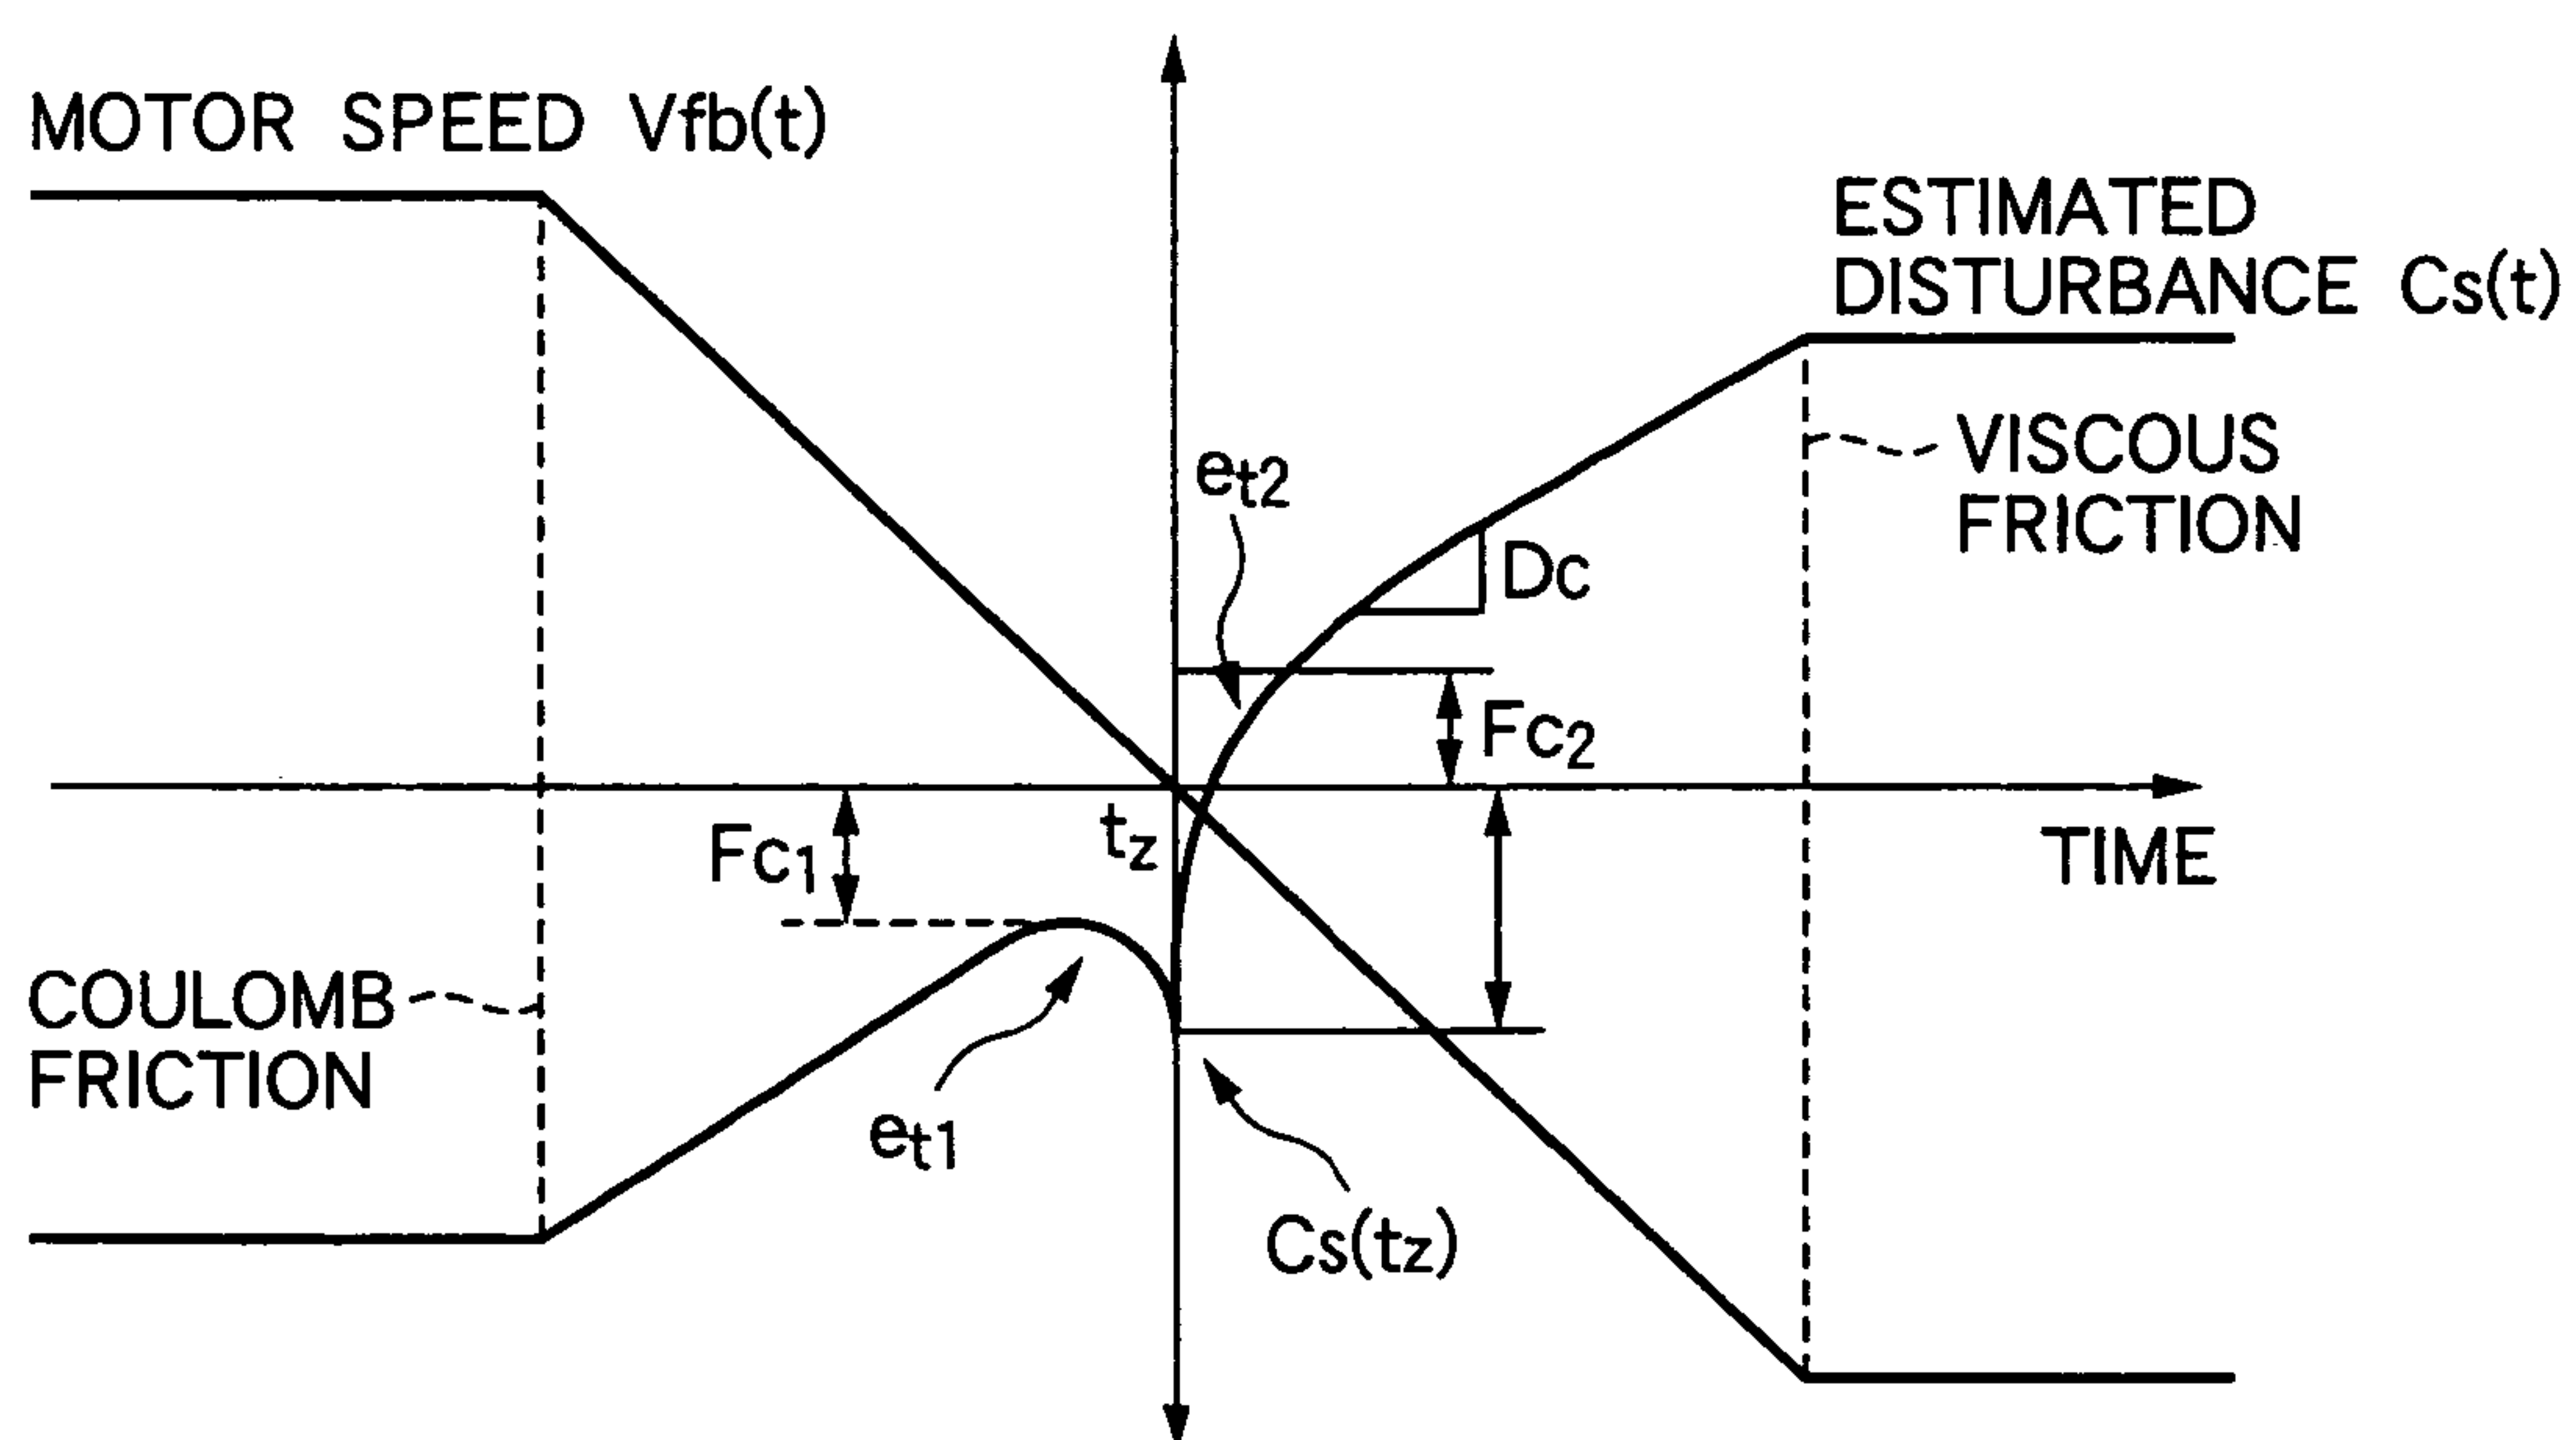 MOTOR SPEED Vfb(t)
ESTIMATED
DISTURBANCE Cs(t)
VISCOUS
FRICTION
et2
Dc
Fc2
tz
Fc1
TIME
COULOMB
FRICTION
et1
Cs(tz)